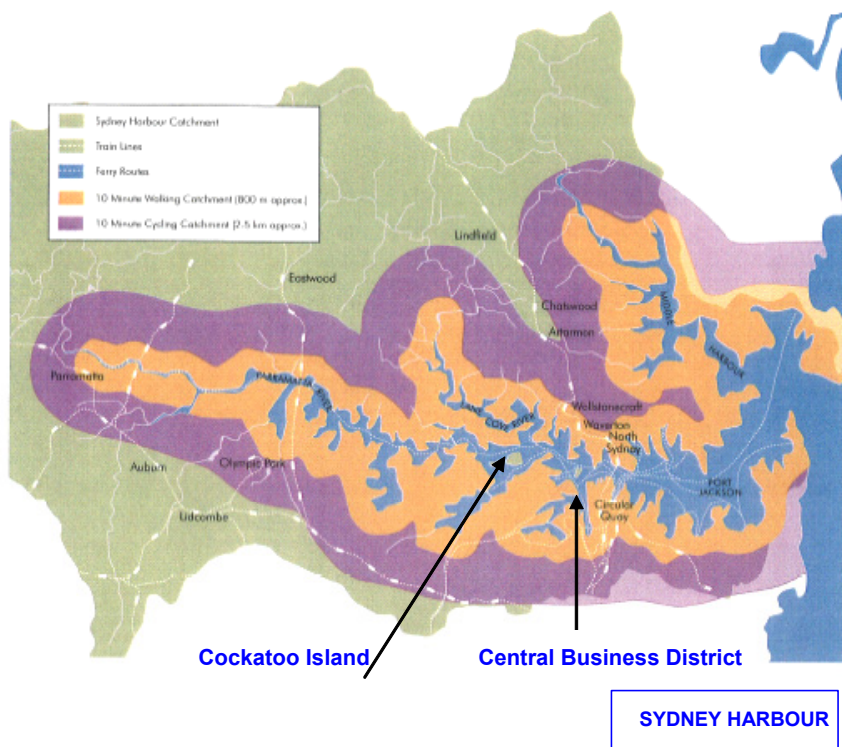 Sydney Harbour Catchment
Train Lines
Ferry Routes
10 Minute Walking Catchment (800 m approx.)
10 Minute Cycling Catchment (2-5 km approx.)
Lindfield
Eastwood
Chatswood
Artarmon
MIDDLE
HARBOUR
Parramatta
PARRAMATTA RIVER
LANE COVE RIVER
Wollstonecraft
Waverton
North
Sydney
Auburn
Olympic Park
Lidcombe
PORT
JACKSON
Circular
Quay
Cockatoo Island
Central Business District
SYDNEY HARBOUR